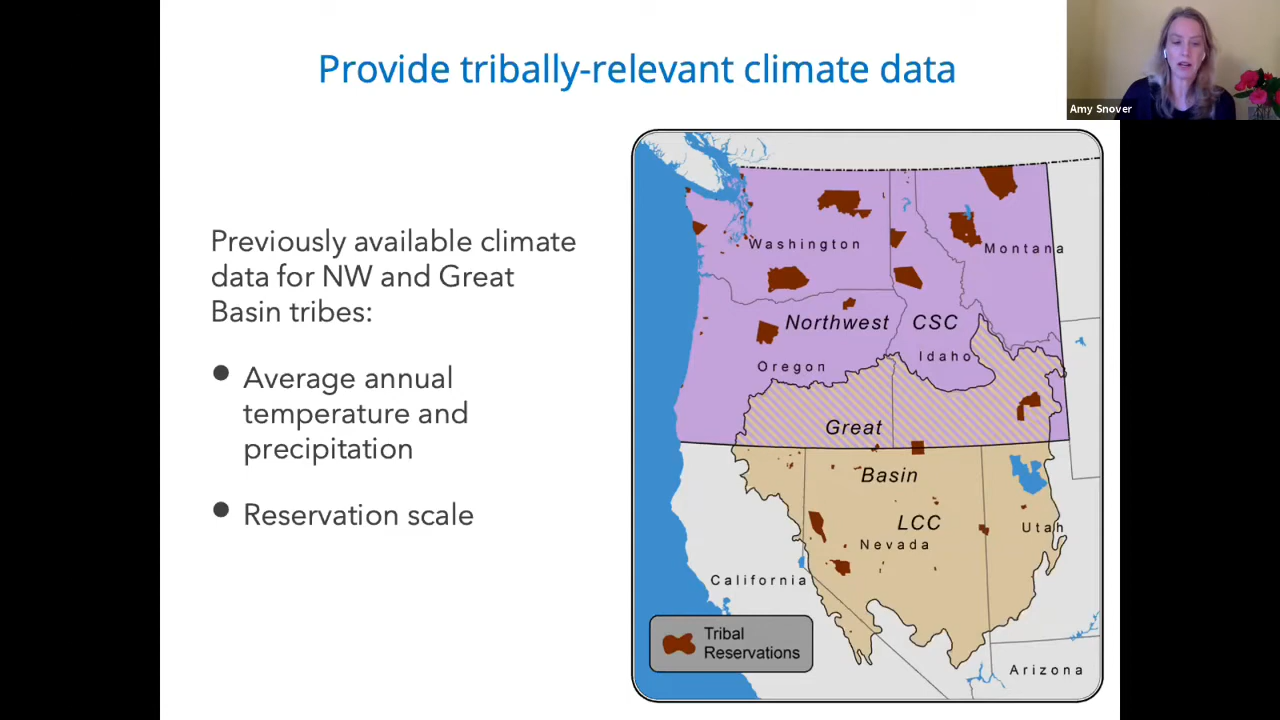 Provide tribally-relevant climate data
Amy Snover
Previously available climate
data for NW and Great
Basin tribes:
• Average annual
temperature and
precipitation
• Reservation scale
Washington
Montana
Northwest CSC
Oregon
Idaho
Great
Basin
LCC
Nevada
Utah
California
Arizona
Tribal
Reservations